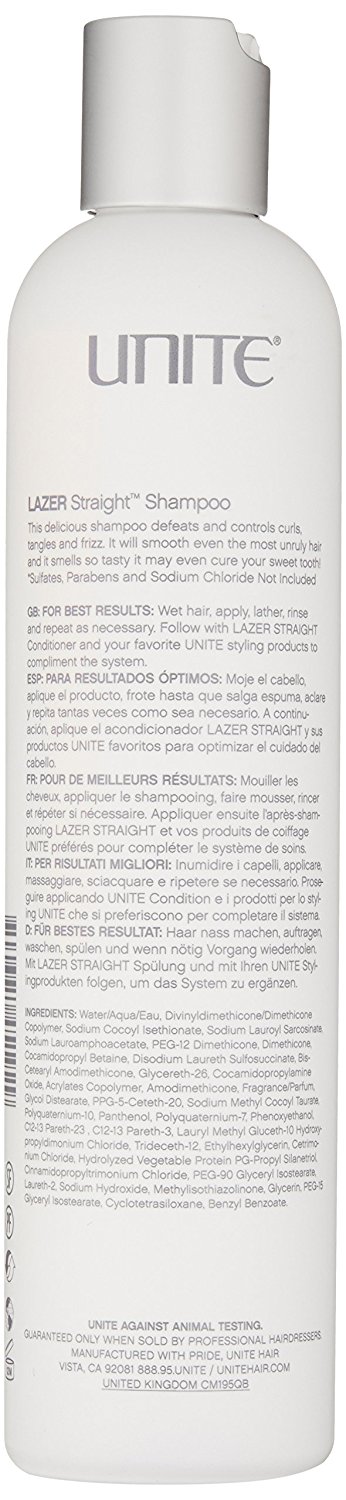 UNITE®
LAZER Straight™ Shampoo
This delicious shampoo defeats and controls curls,
tangles and frizz. It will smooth even the most unruly hair
and it smells so tasty it may even cure your sweet tooth!
*Sulfates, Parabens and Sodium Chloride Not Included
GB: FOR BEST RESULTS: Wet hair, apply, lather, rinse
and repeat as necessary. Follow with LAZER STRAIGHT
Conditioner and your favorite UNITE styling products to
compliment the system.
ESP: PARA RESULTADOS ÓPTIMOS: Moje el cabello,
aplique el producto, frote hasta que salga espuma, aclare
y repita tantas veces como sea necesario. A continu-
ación, aplique el acondicionador LAZER STRAIGHT y sus
productos UNITE favoritos para optimizar el cuidado del
cabello.
FR: POUR DE MEILLEURS RÉSULTATS: Mouiller les
cheveux, appliquer le shampooing, faire mousser, rincer
et répéter si nécessaire. Appliquer ensuite l'après-sham-
pooing LAZER STRAIGHT et vos produits de coiffage
UNITE préférés pour compléter le système de soins.
IT: PER RISULTATI MIGLIORI: Inumidire i capelli, applicare,
massaggiare, sciacquare e ripetere se necessario. Prose-
guire applicando UNITE Condition e i prodotti per lo styl-
ing UNITE che si preferiscono per completare il sistema.
D: FÜR BESTES RESULTAT: Haar nass machen, auftragen,
waschen, spülen und wenn nötig Vorgang wiederholen.
Mit LAZER STRAIGHT Spülung und mit Ihren UNITE Styl-
ingprodukten folgen, um das System zu ergänzen.
INGREDIENTS: Water/Aqua/Eau, Divinyldimethicone/Dimethicone
Copolymer, Sodium Cocoyl Isethionate, Sodium Lauroyl Sarcosinate,
Sodium Lauroamphoacetate, PEG-12 Dimethicone, Dimethicone,
Cocamidopropyl Betaine, Disodium Laureth Sulfosuccinate, Bis-
Cetearyl Amodimethicone, Glycereth-26, Cocamidopropylamine
Oxide, Acrylates Copolymer, Amodimethicone, Fragrance/Parfum,
Glycol Distearate, PPG-5-Ceteth-20, Sodium Methyl Cocoyl Taurate,
Polyquaternium-10, Panthenol, Polyquaternium-7, Phenoxyethanol,
C12-13 Pareth-23 , C12-13 Pareth-3, Lauryl Methyl Gluceth-10 Hydroxy-
propyldimonium Chloride, Trideceth-12, Ethylhexylglycerin, Cetrimo-
nium Chloride, Hydrolyzed Vegetable Protein PG-Propyl Silanetriol,
Cinnamidopropyltrimonium Chloride, PEG-90 Glyceryl Isostearate,
Laureth-2, Sodium Hydroxide, Methylisothiazolinone, Glycerin, PEG-15
Glyceryl Isostearate, Cyclotetrasiloxane, Benzyl Benzoate.
UNITE AGAINST ANIMAL TESTING.
GUARANTEED ONLY WHEN SOLD BY PROFESSIONAL HAIRDRESSERS.
MANUFACTURED WITH PRIDE, UNITE HAIR
VISTA, CA 92081 888.95.UNITE / UNITEHAIR.COM
UNITED KINGDOM CM195QB